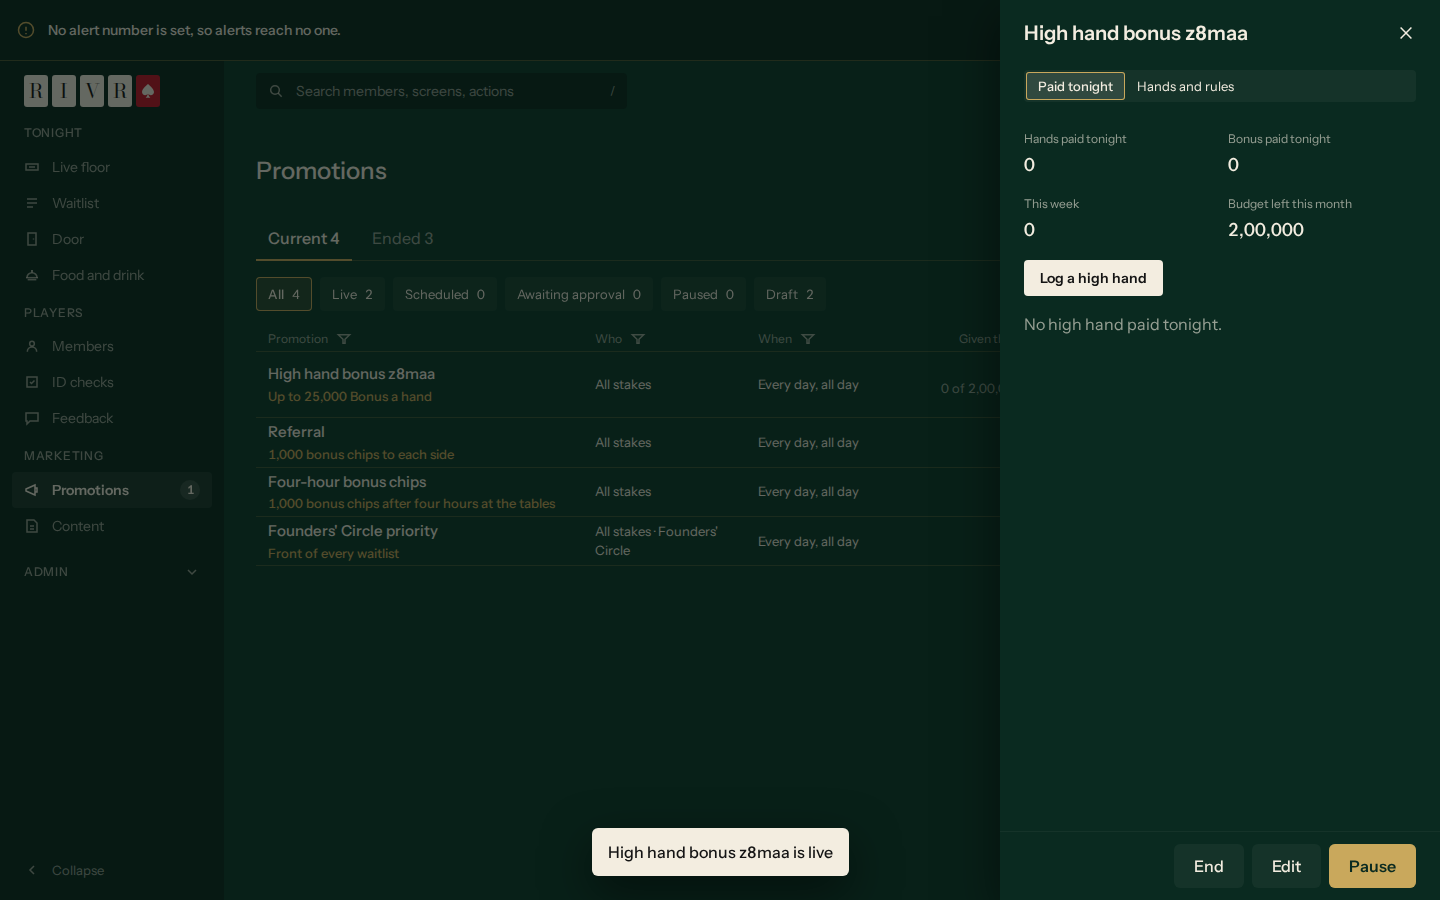 No alert number is set, so alerts reach no one.
RIVR
Search members, screens, actions /
TONIGHT
Live floor
Waitlist
Door
Food and drink
PLAYERS
Members
ID checks
Feedback
MARKETING
Promotions 1
Content
ADMIN
Collapse
Promotions
Current 4 Ended 3
All 4 Live 2 Scheduled 0 Awaiting approval 0 Paused 0 Draft 2
Promotion Who When Given
High hand bonus z8maa
Up to 25,000 Bonus a hand
All stakes Every day, all day
0 of 2,00,
Referral
1,000 bonus chips to each side
All stakes Every day, all day
Four-hour bonus chips
1,000 bonus chips after four hours at the tables
All stakes Every day, all day
Founders' Circle priority
Front of every waitlist
All stakes · Founders'
Circle
Every day, all day
High hand bonus z8maa is live
High hand bonus z8maa
Paid tonight Hands and rules
Hands paid tonight Bonus paid tonight
0 0
This week Budget left this month
0 2,00,000
Log a high hand
No high hand paid tonight.
End Edit Pause